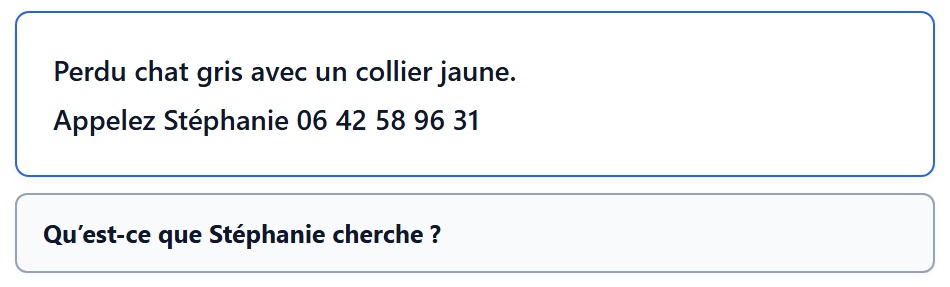 Perdu chat gris avec un collier jaune.
Appelez Stéphanie 06 42 58 96 31
Qu’est-ce que Stéphanie cherche ?